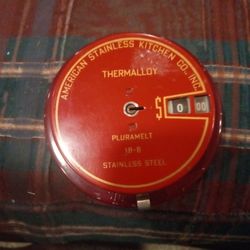 AMERICAN STAINLESS KITCHEN CO., INC.
THERMALLOY
$ 0 00
PLURAMELT
18-8
STAINLESS STEEL